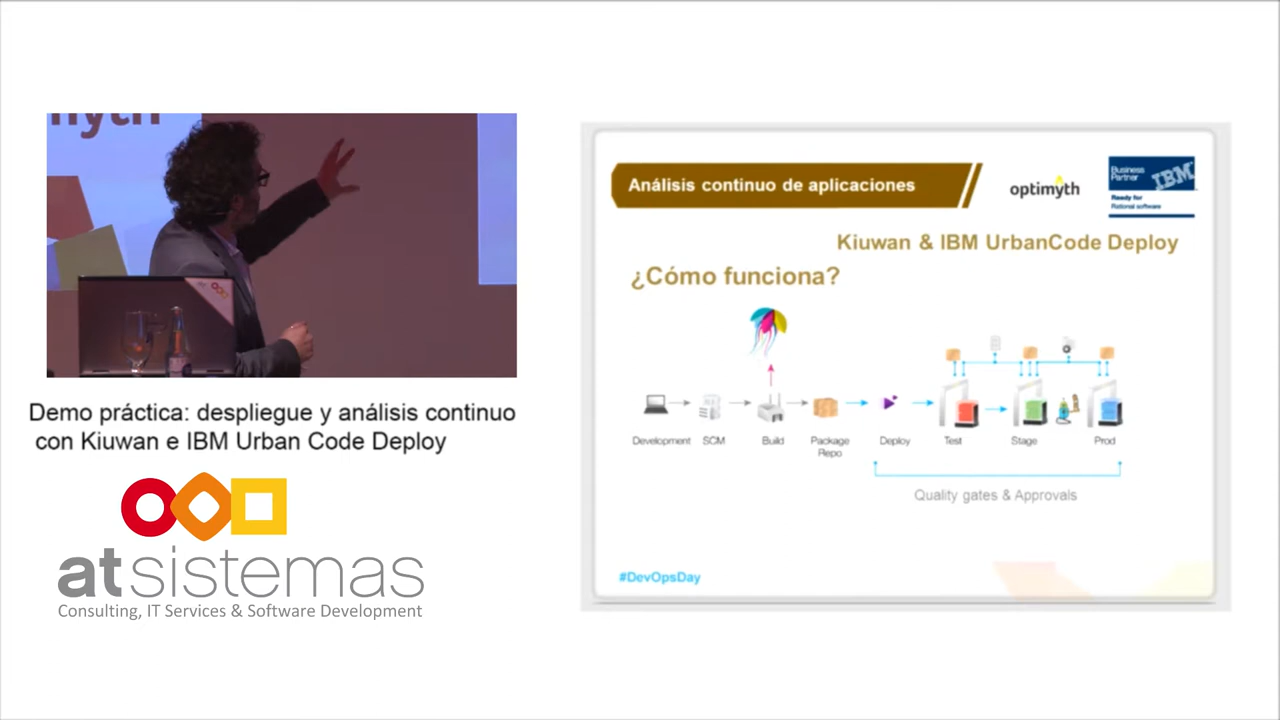 Demo práctica: despliegue y análisis continuo
con Kiuwan e IBM Urban Code Deploy
atsistemas
Consulting, IT Services & Software Development
Análisis continuo de aplicaciones
optimyth
Business
Partner
IBM
Ready for
Rational software
Kiuwan & IBM UrbanCode Deploy
¿Cómo funciona?
Development
SCM
Build
Package
Repo
Deploy
Test
Stage
Prod
Quality gates & Approvals
#DevOpsDay